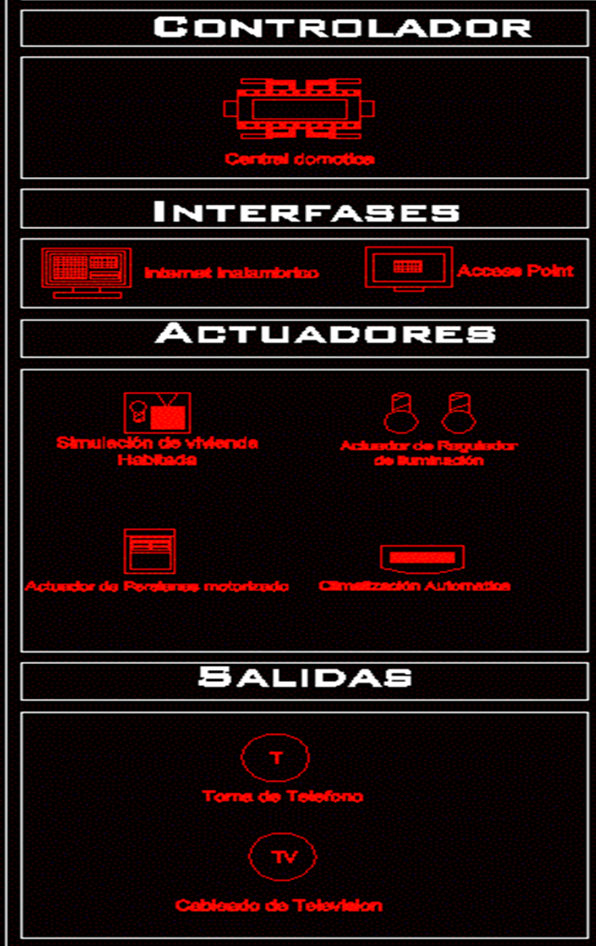 CONTROLADOR
Central domotica
INTERFASES
Internet Inalambrico
Access Point
ACTUADORES
Simulación de vivienda
Habitada
Actuador de Regulador
de Iluminación
Actuador de Persianas motorizado
Climatización Automatica
SALIDAS
T
Toma de Telefono
TV
Cableado de Television